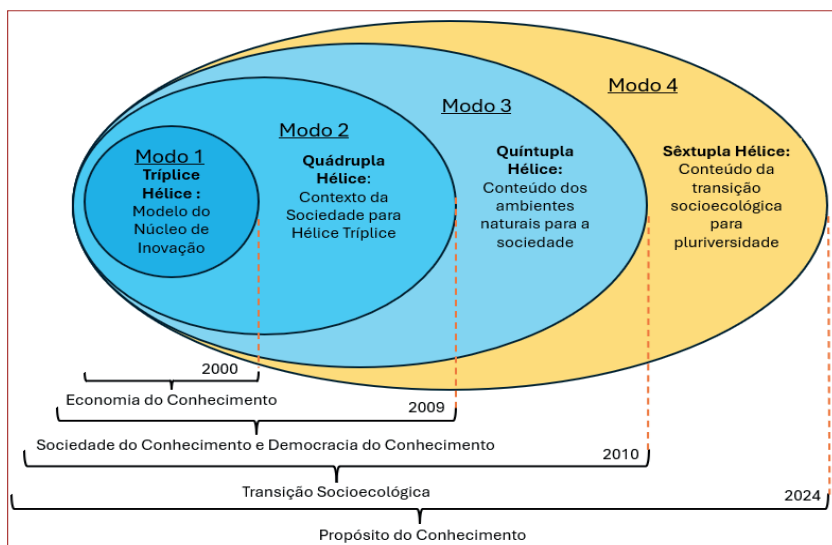 Modo 1
Tríplice
Hélice :
Modelo do
Núcleo de
Inovação
Modo 2
Quádrupla
Hélice:
Contexto da
Sociedade para
Hélice Tríplice
Modo 3
Quíntupla
Hélice:
Conteúdo dos
ambientes
naturais para a
sociedade
Modo 4
Sêxtupla Hélice:
Conteúdo da
transição
socioecológica
para
pluriversidade
2000
Economia do Conhecimento
2009
Sociedade do Conhecimento e Democracia do Conhecimento
2010
Transição Socioecológica
2024
Propósito do Conhecimento